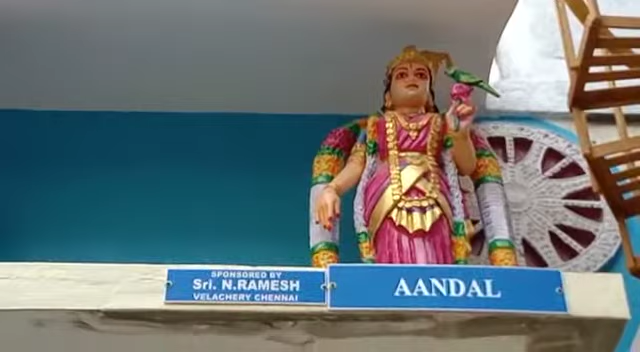 SPONSORED BY
Sri. N.RAMESH
VELACHERY CHENNAI
AANDAL